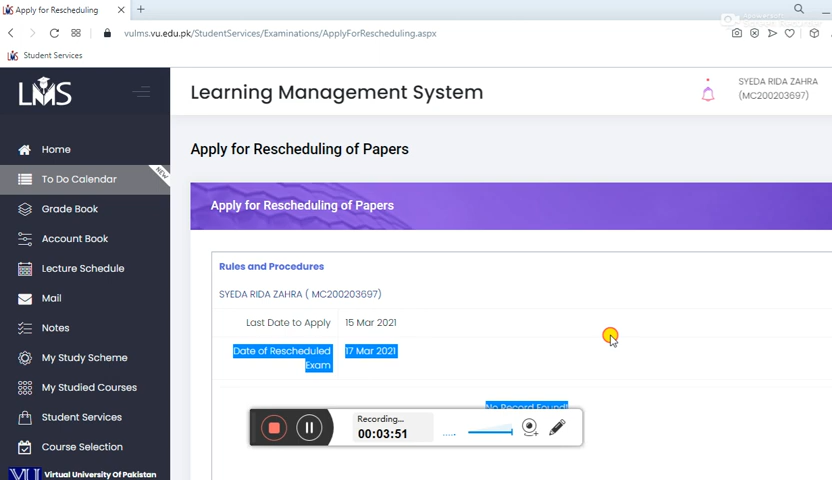 Apply for Rescheduling
vulms.vu.edu.pk/StudentServices/Examinations/ApplyForRescheduling.aspx
Student Services
LMS
Learning Management System
SYEDA RIDA ZAHRA
(MC200203697)
Home
To Do Calendar
NEW
Grade Book
Account Book
Lecture Schedule
Mail
Notes
My Study Scheme
My Studied Courses
Student Services
Course Selection
VU Virtual University Of Pakistan
Apply for Rescheduling of Papers
Apply for Rescheduling of Papers
Rules and Procedures
SYEDA RIDA ZAHRA ( MC200203697)
Last Date to Apply 15 Mar 2021
Date of Rescheduled 17 Mar 2021
Exam
No Record Found!
Recording...
00:03:51